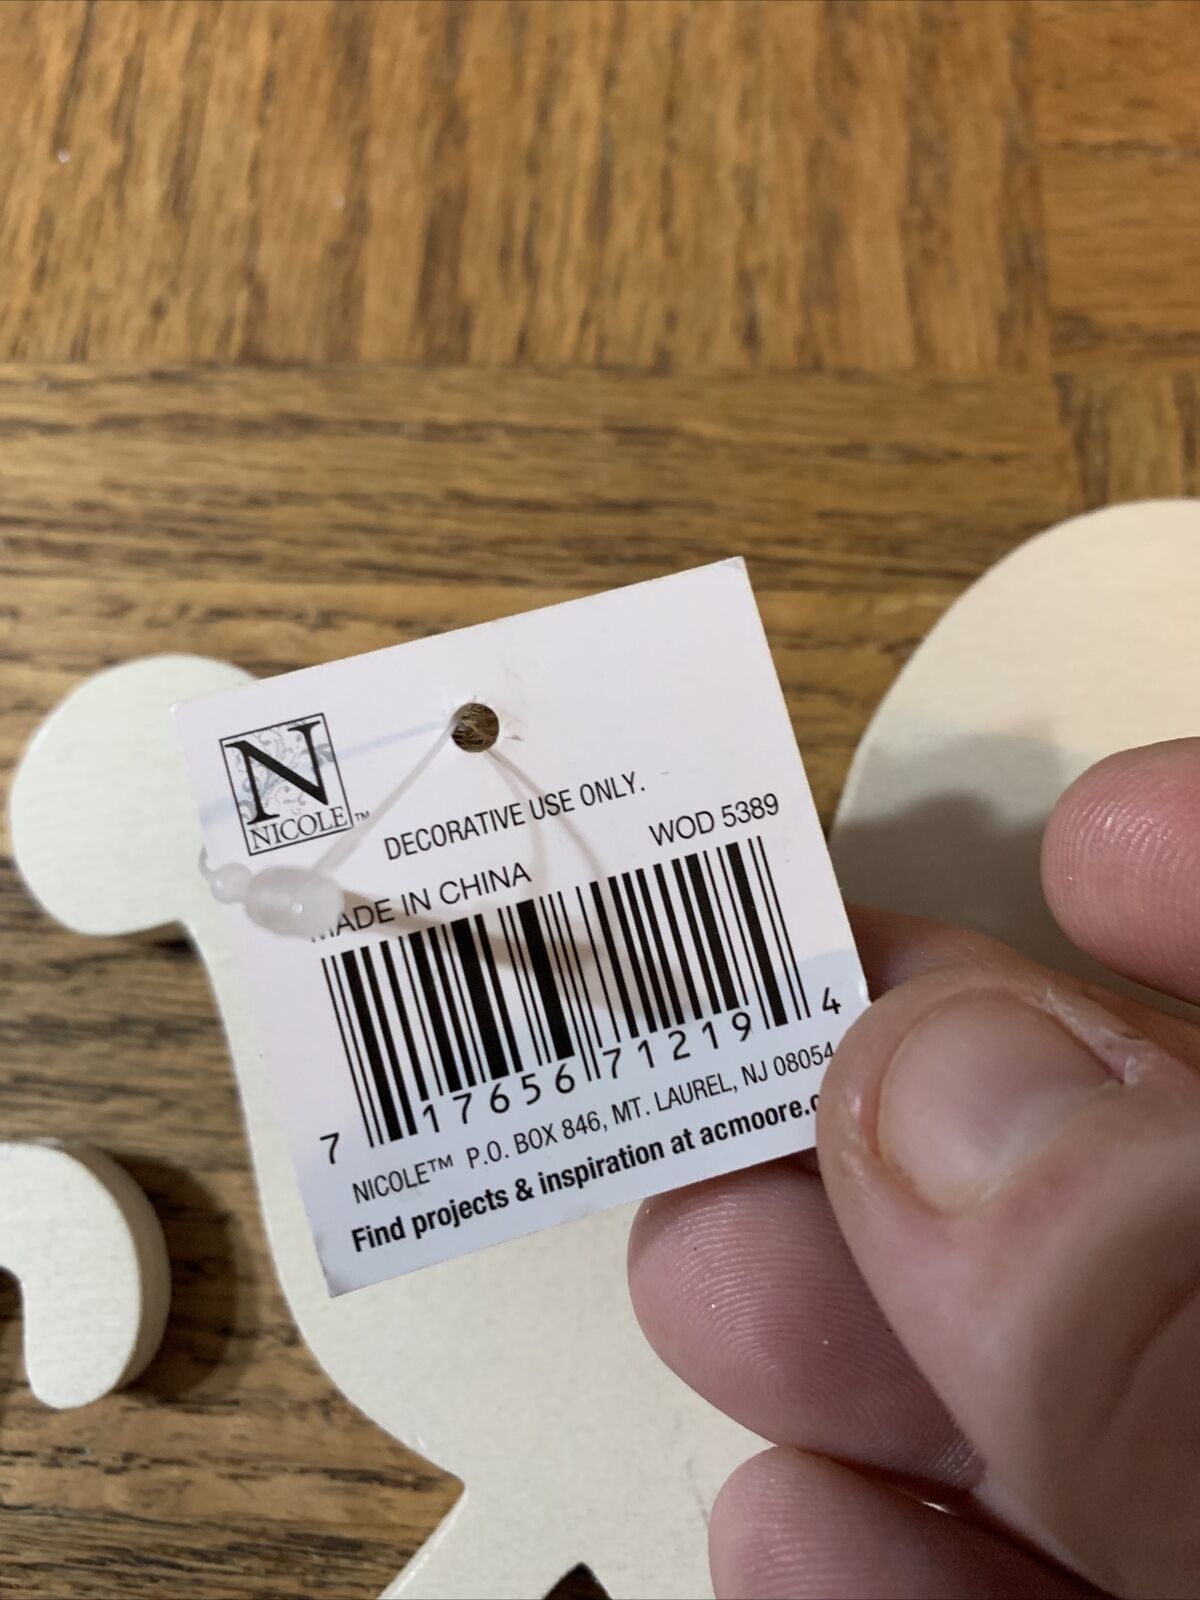 N
NICOLE™
DECORATIVE USE ONLY.
WOD 5389
MADE IN CHINA
7 17656 71219 4
NICOLE™ P.O. BOX 846, MT. LAUREL, NJ 08054
Find projects & inspiration at acmoore.c